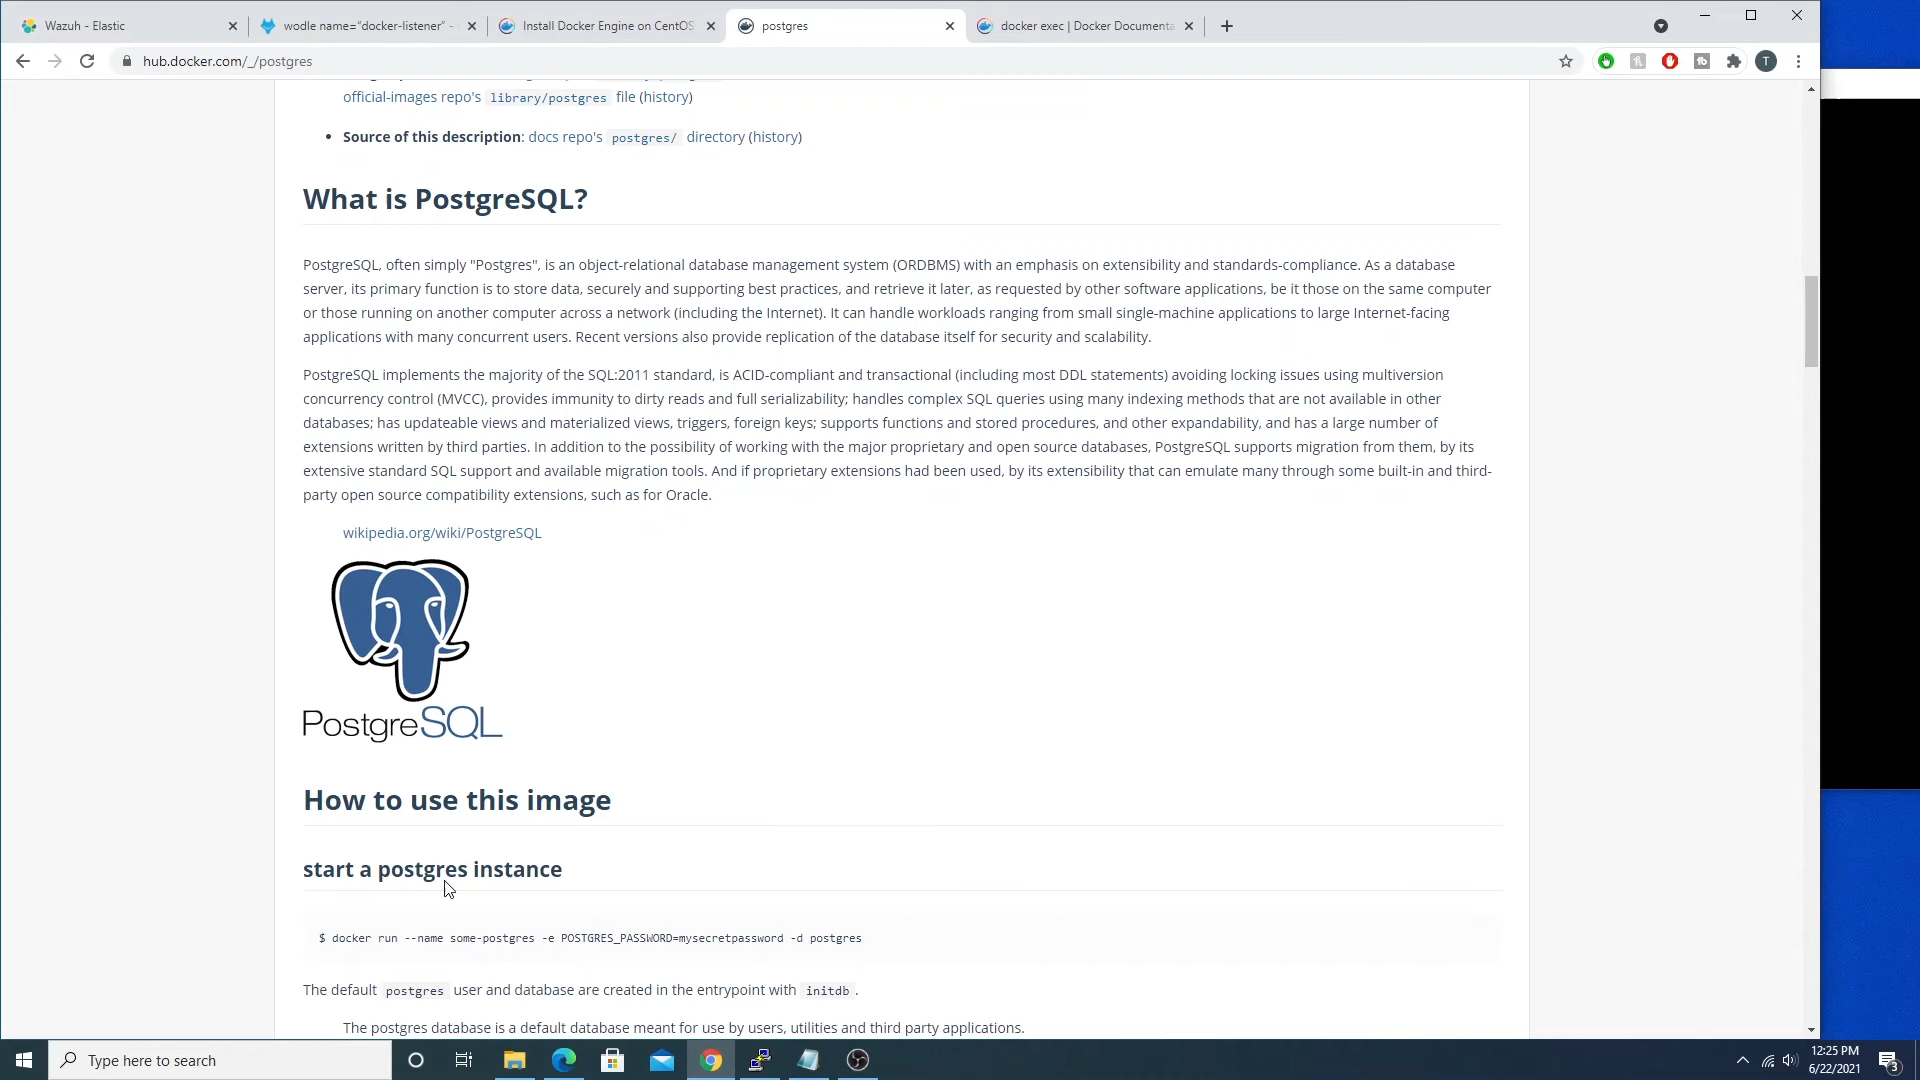 Wazuh - Elastic
wodle name="docker-listener" -
Install Docker Engine on CentOS
postgres
docker exec | Docker Documenta
hub.docker.com/_/postgres
T
official-images repo's library/postgres file (history)
• Source of this description: docs repo's postgres/ directory (history)
What is PostgreSQL?
PostgreSQL, often simply "Postgres", is an object-relational database management system (ORDBMS) with an emphasis on extensibility and standards-compliance. As a database
server, its primary function is to store data, securely and supporting best practices, and retrieve it later, as requested by other software applications, be it those on the same computer
or those running on another computer across a network (including the Internet). It can handle workloads ranging from small single-machine applications to large Internet-facing
applications with many concurrent users. Recent versions also provide replication of the database itself for security and scalability.
PostgreSQL implements the majority of the SQL:2011 standard, is ACID-compliant and transactional (including most DDL statements) avoiding locking issues using multiversion
concurrency control (MVCC), provides immunity to dirty reads and full serializability; handles complex SQL queries using many indexing methods that are not available in other
databases; has updateable views and materialized views, triggers, foreign keys; supports functions and stored procedures, and other expandability, and has a large number of
extensions written by third parties. In addition to the possibility of working with the major proprietary and open source databases, PostgreSQL supports migration from them, by its
extensive standard SQL support and available migration tools. And if proprietary extensions had been used, by its extensibility that can emulate many through some built-in and third-
party open source compatibility extensions, such as for Oracle.
wikipedia.org/wiki/PostgreSQL
PostgreSQL
How to use this image
start a postgres instance
$ docker run --name some-postgres -e POSTGRES_PASSWORD=mysecretpassword -d postgres
The default postgres user and database are created in the entrypoint with initdb.
The postgres database is a default database meant for use by users, utilities and third party applications.
Type here to search
12:25 PM
6/22/2021
3